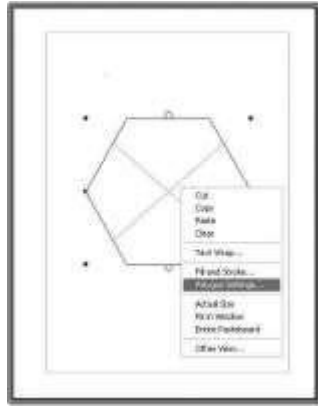 Cut
Copy
Paste
Clear
Text Wrap...
Fill and Stroke...
Polygon Settings...
Actual Size
Fit in Window
Entire Pasteboard
Other View...